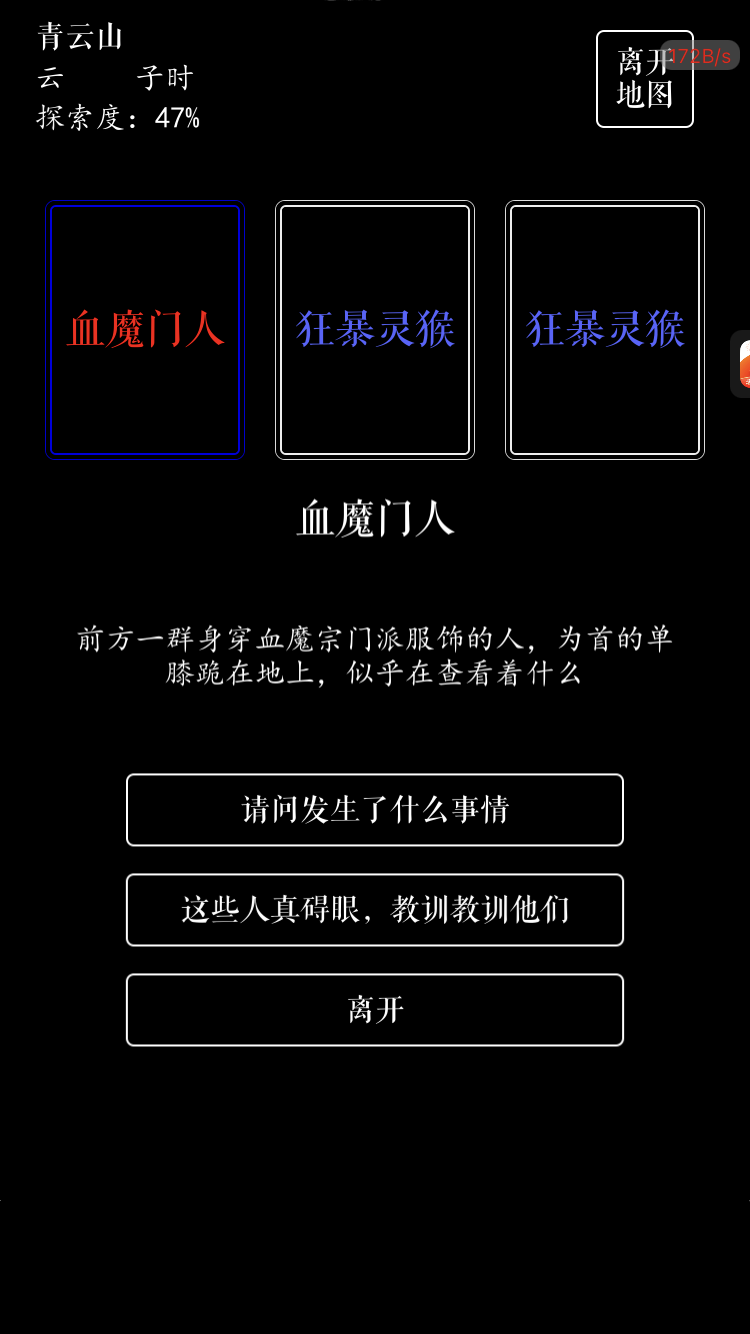 青云山
云 子时
探索度：47%
离开
地图
172B/s
血魔门人
狂暴灵猴
狂暴灵猴
血魔门人
前方一群身穿血魔宗门派服饰的人，为首的单
膝跪在地上，似乎在查看着什么
请问发生了什么事情
这些人真碍眼，教训教训他们
离开